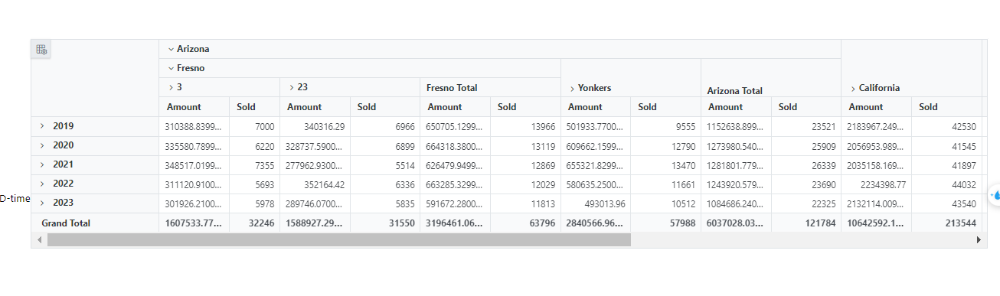 Arizona
Fresno
3 23 Fresno Total Yonkers Arizona Total California
Amount Sold Amount Sold Amount Sold Amount Sold Amount Sold Amount Sold
2019 310388.8399... 7000 340316.29 6966 650705.1299... 13966 501933.7700... 9555 1152638.899... 23521 2183967.249... 42530
2020 335580.7899... 6220 328737.5900... 6899 664318.3800... 13119 609662.1599... 12790 1273980.540... 25909 2056953.989... 41545
2021 348517.0199... 7355 277962.9300... 5514 626479.9499... 12869 655321.8299... 13470 1281801.779... 26339 2035158.169... 41897
2022 311120.9100... 5693 352164.42 6336 663285.3299... 12029 580635.2500... 11661 1243920.579... 23690 2234398.77 44032
D-time
2023 301926.2100... 5978 289746.0700... 5835 591672.2800... 11813 493013.96 10512 1084686.240... 22325 2132114.009... 43540
Grand Total 1607533.77... 32246 1588927.29... 31550 3196461.06... 63796 2840566.96... 57988 6037028.03... 121784 10642592.1... 213544